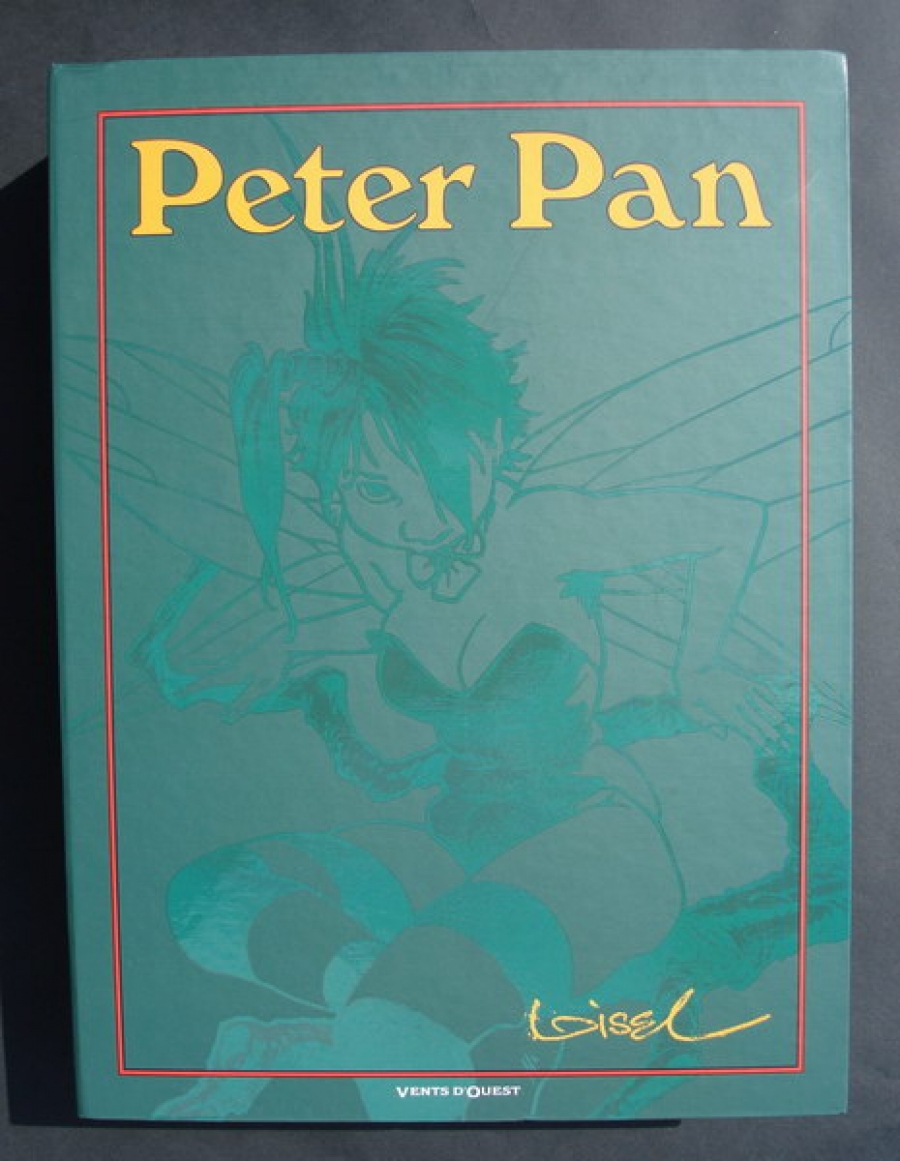 Peter Pan
Loisel
VENTS D'OUEST